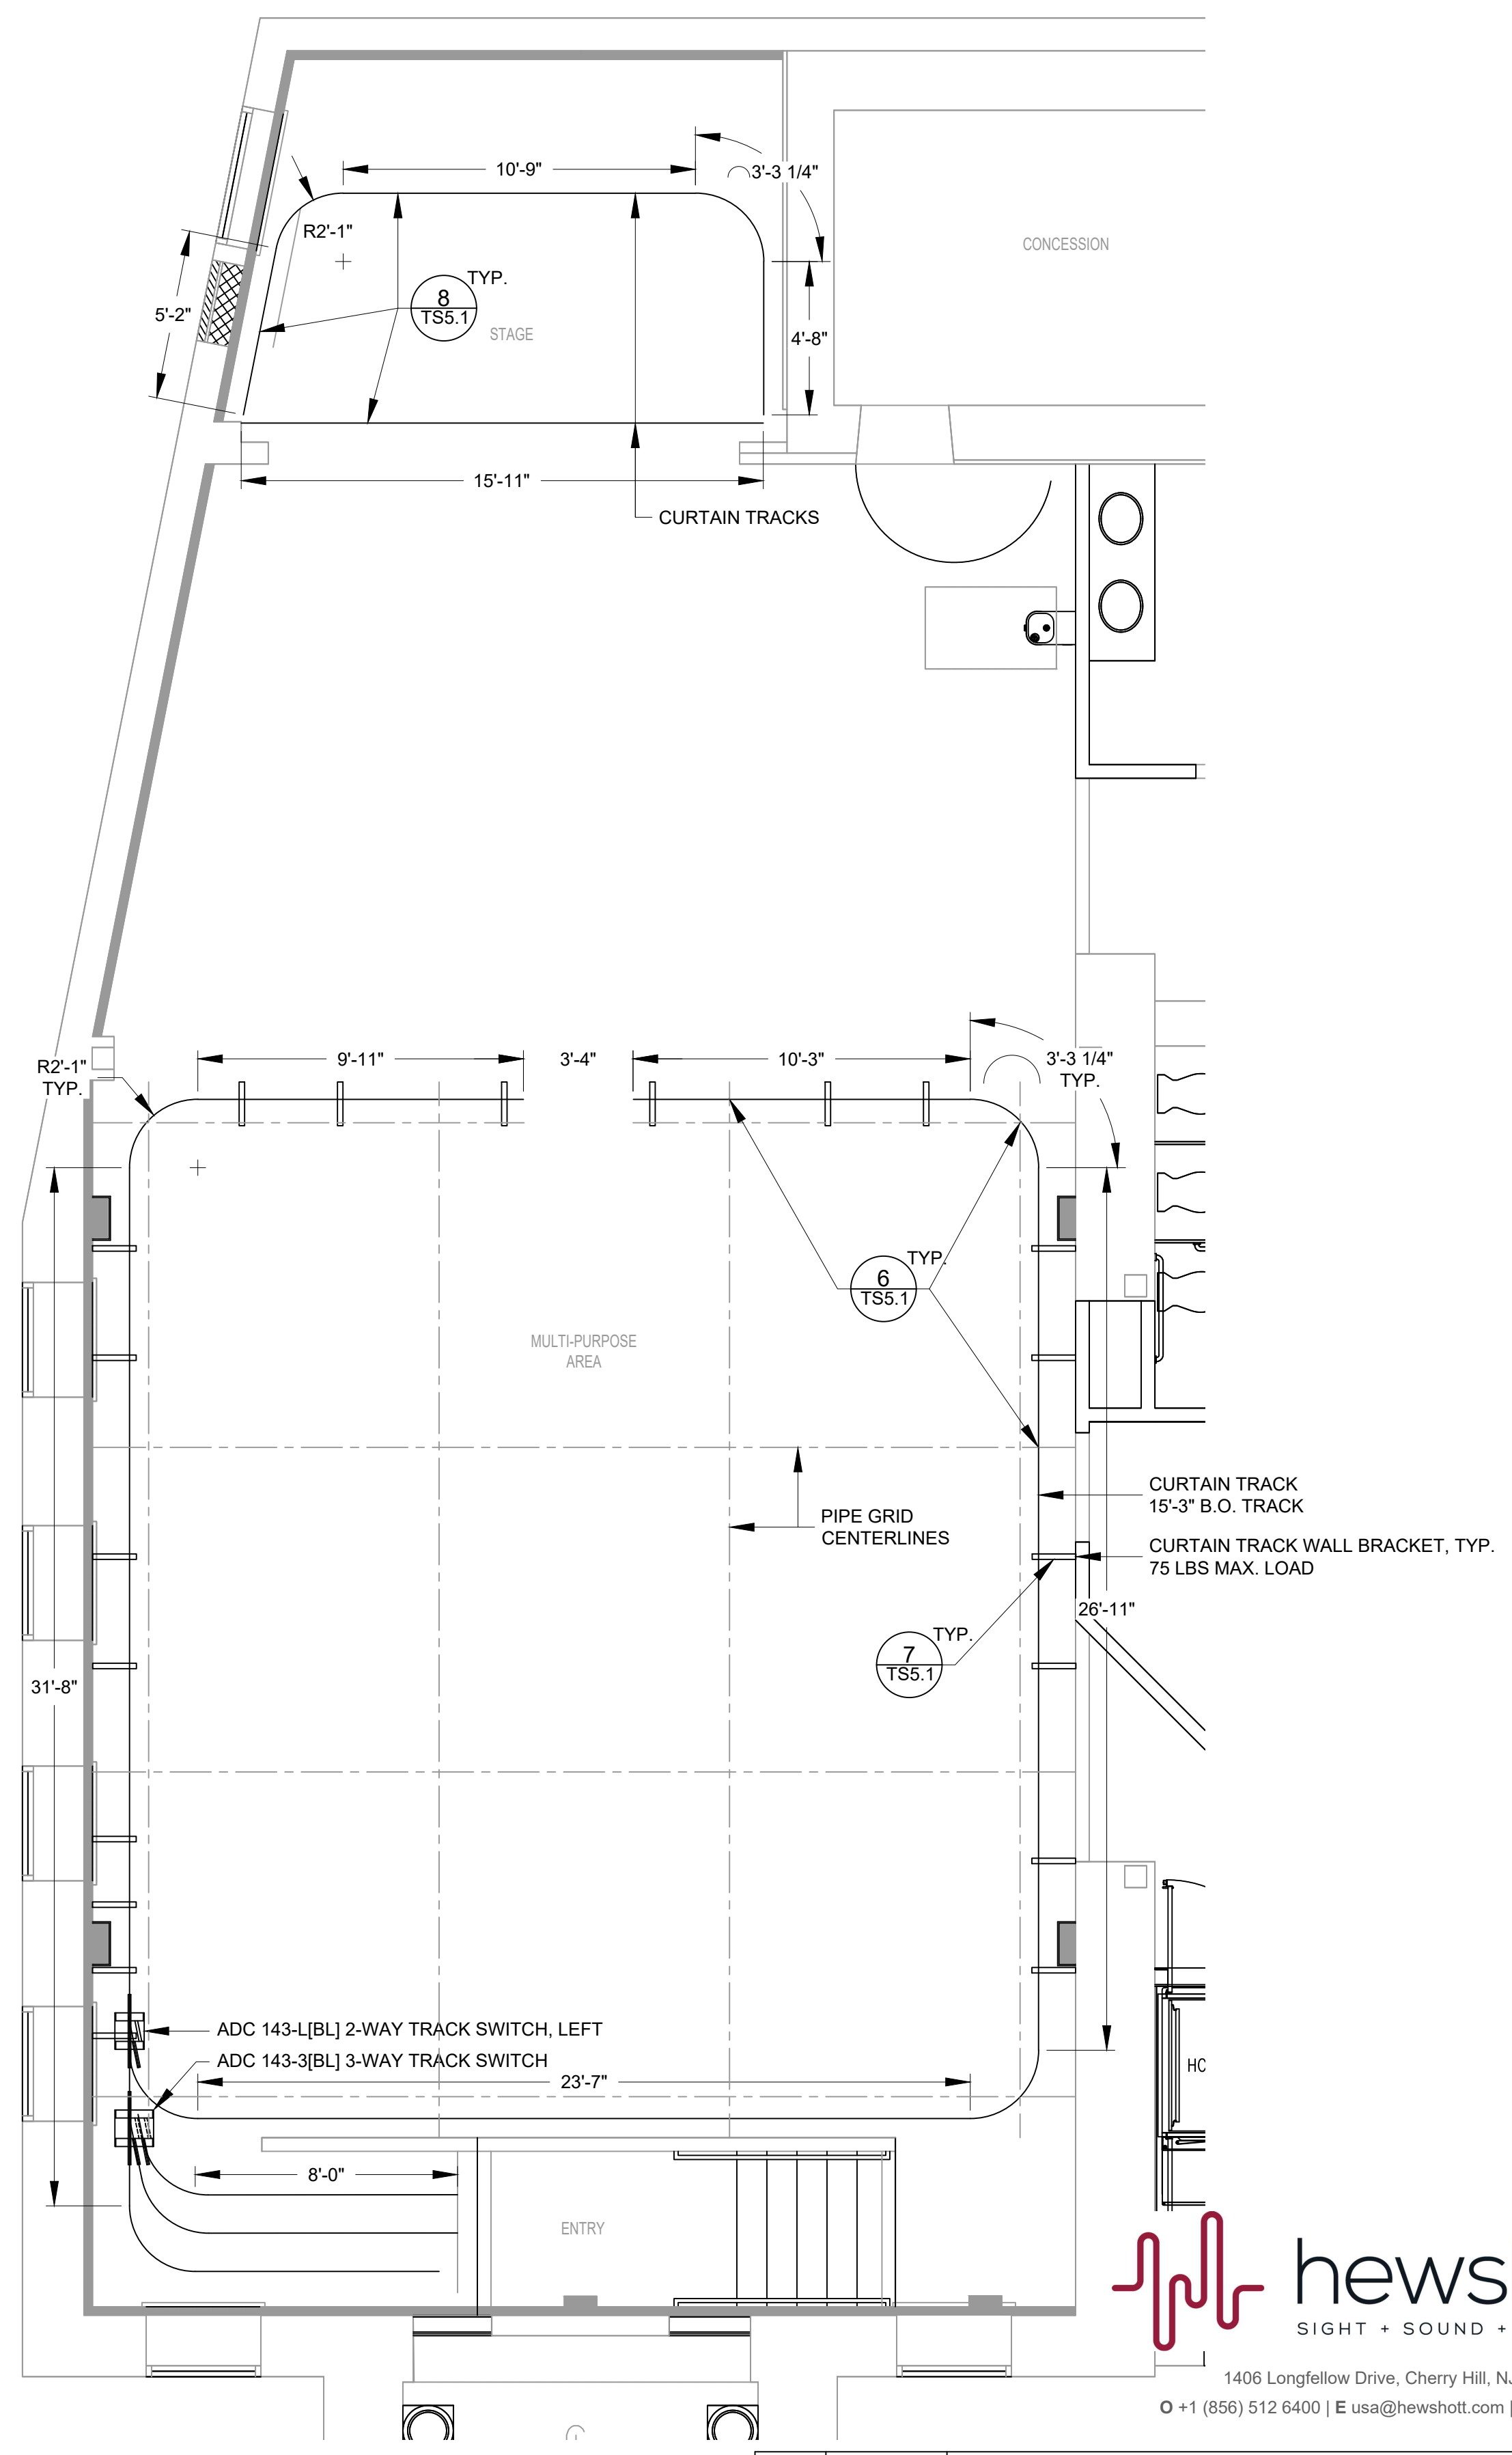 10'-9"
3'-3 1/4"
R2'-1"
CONCESSION
TYP.
8
TS5.1
5'-2"
STAGE
4'-8"
15'-11"
CURTAIN TRACKS
R2'-1"
TYP.
9'-11"
3'-4"
10'-3"
3'-3 1/4"
TYP.
TYP.
6
TS5.1
MULTI-PURPOSE
AREA
CURTAIN TRACK
15'-3" B.O. TRACK
PIPE GRID
CENTERLINES
CURTAIN TRACK WALL BRACKET, TYP.
75 LBS MAX. LOAD
26'-11"
TYP.
7
TS5.1
31'-8"
ADC 143-L[BL] 2-WAY TRACK SWITCH, LEFT
ADC 143-3[BL] 3-WAY TRACK SWITCH
HC
23'-7"
8'-0"
ENTRY
hews
SIGHT + SOUND +
1406 Longfellow Drive, Cherry Hill, NJ
O +1 (856) 512 6400 | E usa@hewshott.com |